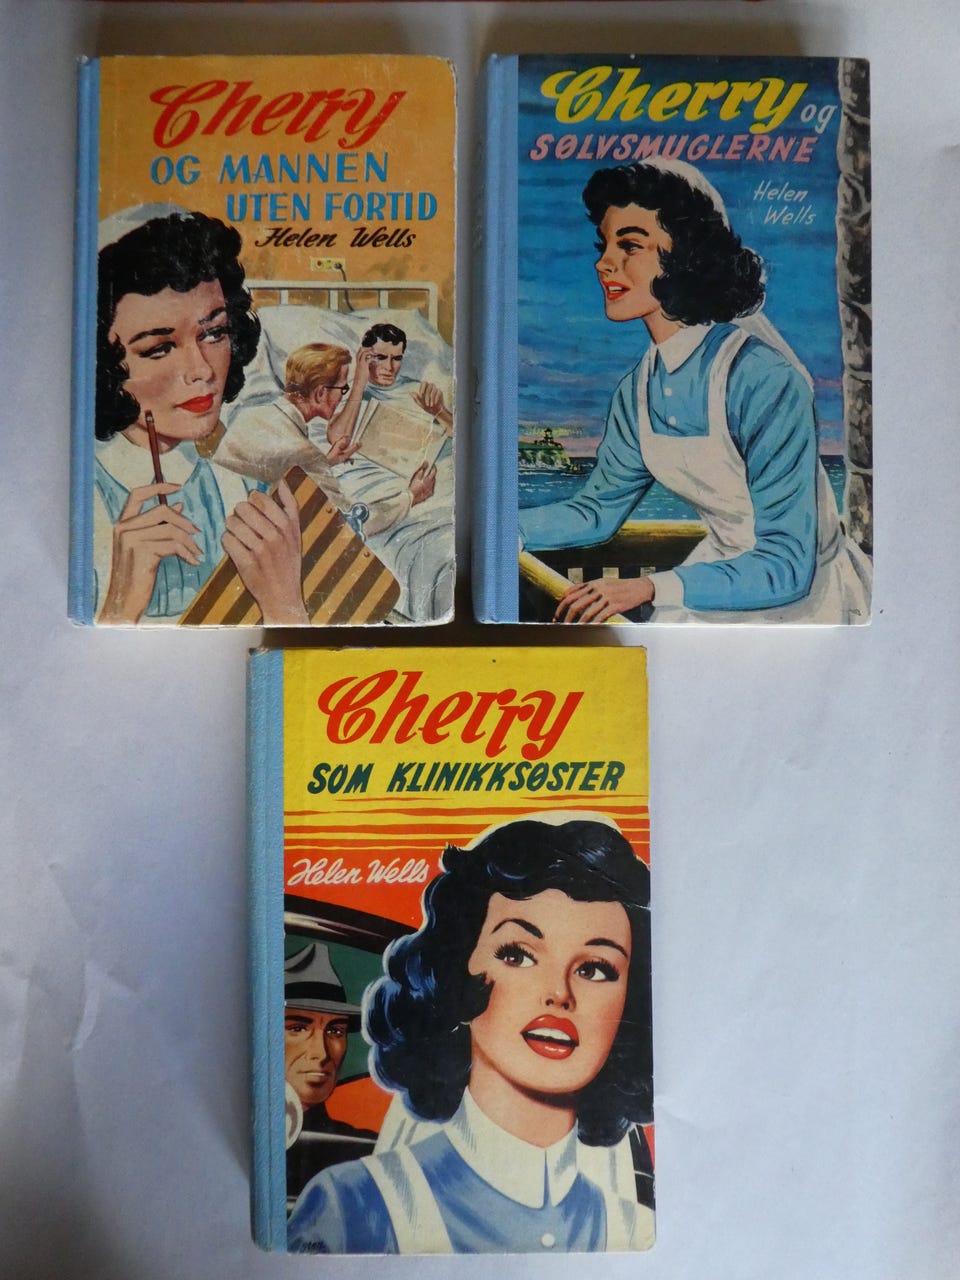 Cherry
OG MANNEN
UTEN FORTID
Helen Wells
Cherry og
SØLVSMUGLERNE
Helen
Wells
Cherry
SOM KLINIKKSØSTER
Helen Wells